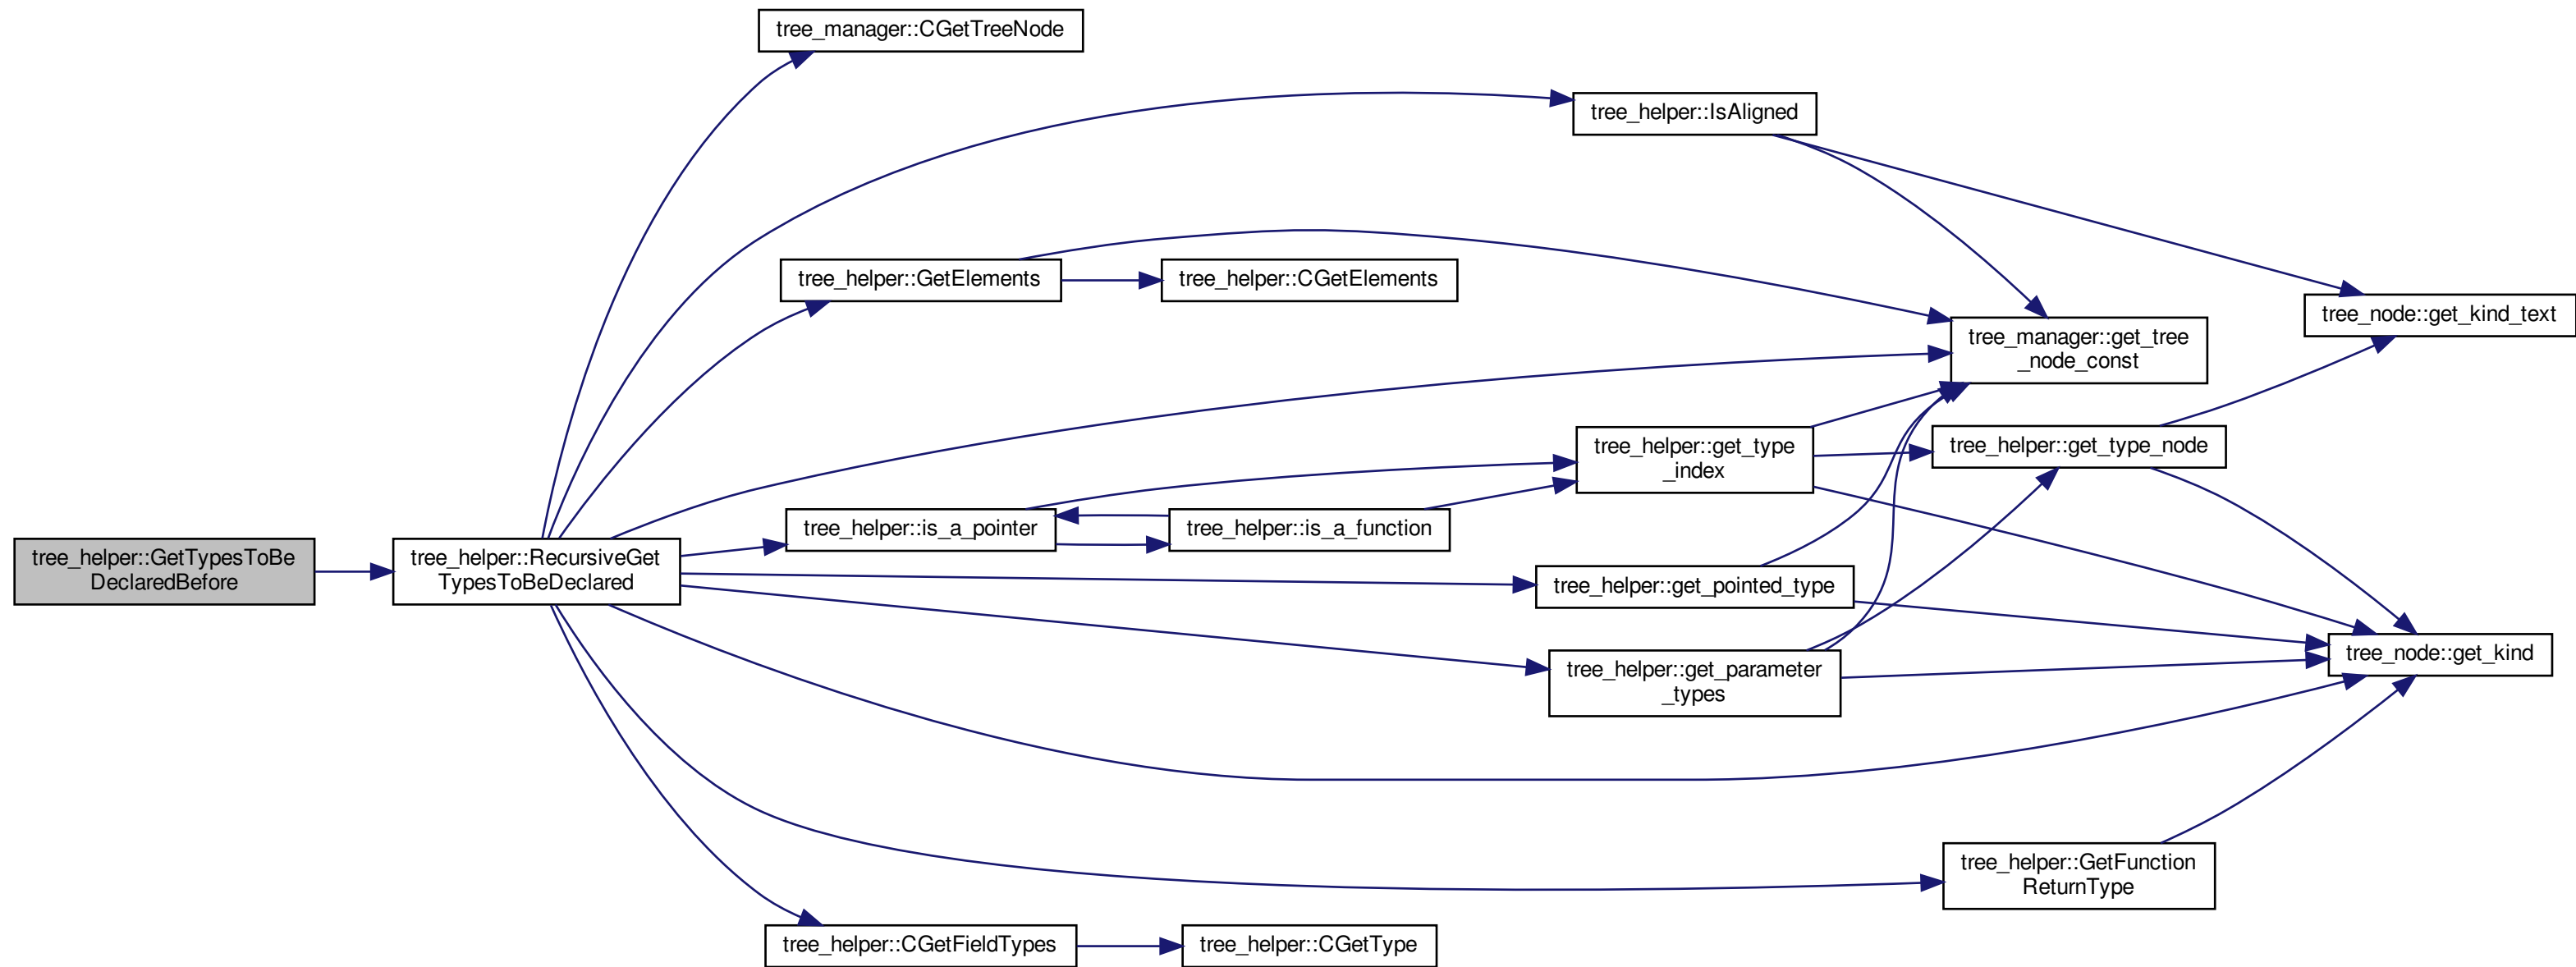 tree_manager::CGetTreeNode
tree_helper::IsAligned
tree_helper::GetElements
tree_helper::CGetElements
tree_node::get_kind_text
tree_manager::get_tree
_node_const
tree_helper::get_type
_index
tree_helper::get_type_node
tree_helper::is_a_pointer
tree_helper::is_a_function
tree_helper::GetTypesToBe
DeclaredBefore
tree_helper::RecursiveGet
TypesToBeDeclared
tree_helper::get_pointed_type
tree_node::get_kind
tree_helper::get_parameter
_types
tree_helper::GetFunction
ReturnType
tree_helper::CGetFieldTypes
tree_helper::CGetType